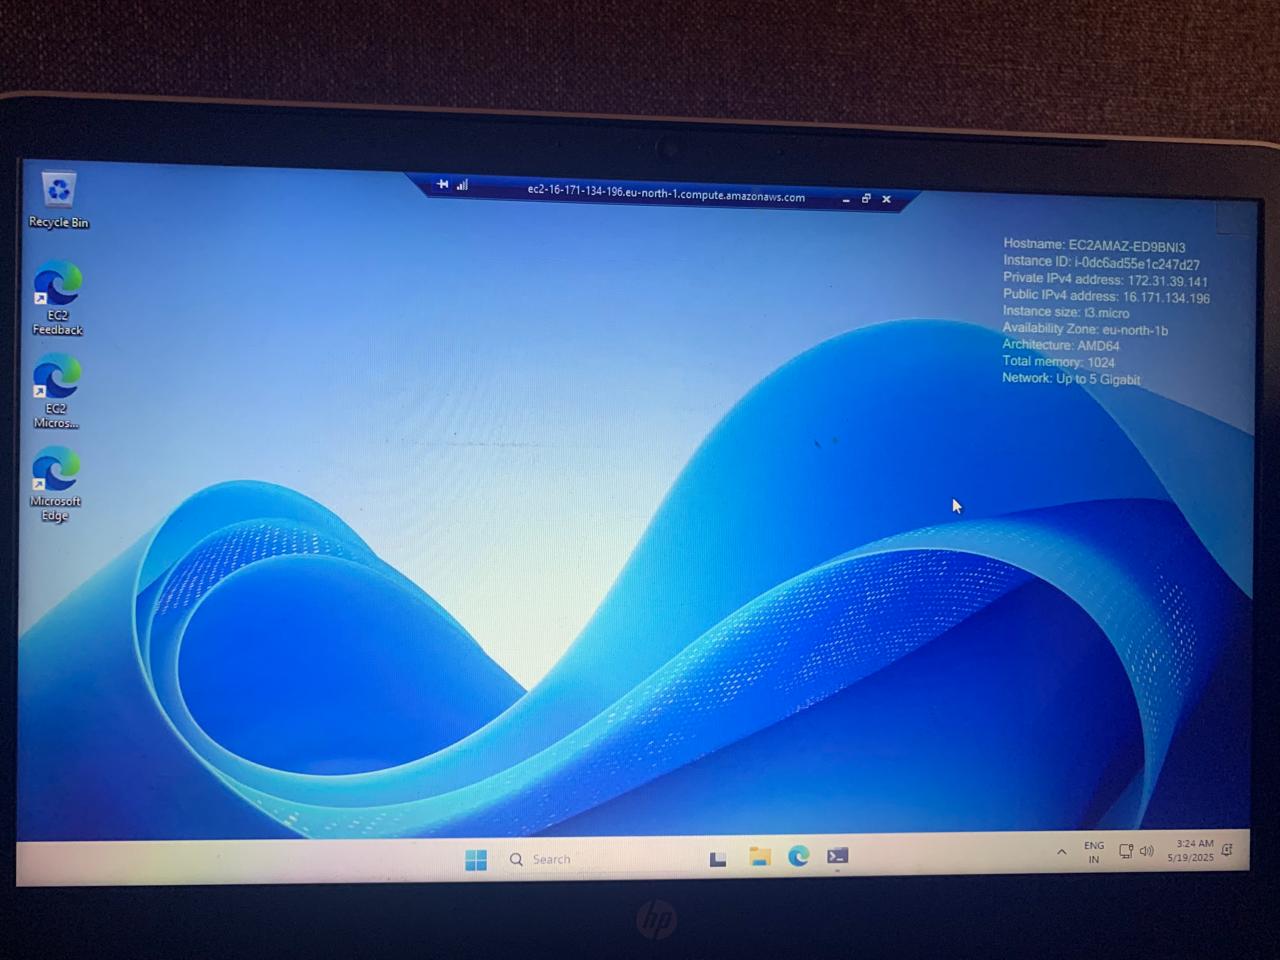 Recycle Bin
EC2
Feedback
EC2
Micros...
Microsoft
Edge
ec2-16-171-134-196.eu-north-1.compute.amazonaws.com
Hostname: EC2AMAZ-ED9BNI3
Instance ID: i-0dc6ad55e1c247d27
Private IPv4 address: 172.31.39.141
Public IPv4 address: 16.171.134.196
Instance size: t3.micro
Availability Zone: eu-north-1b
Architecture: AMD64
Total memory: 1024
Network: Up to 5 Gigabit
Search
ENG
IN
3:24 AM
5/19/2025
hp